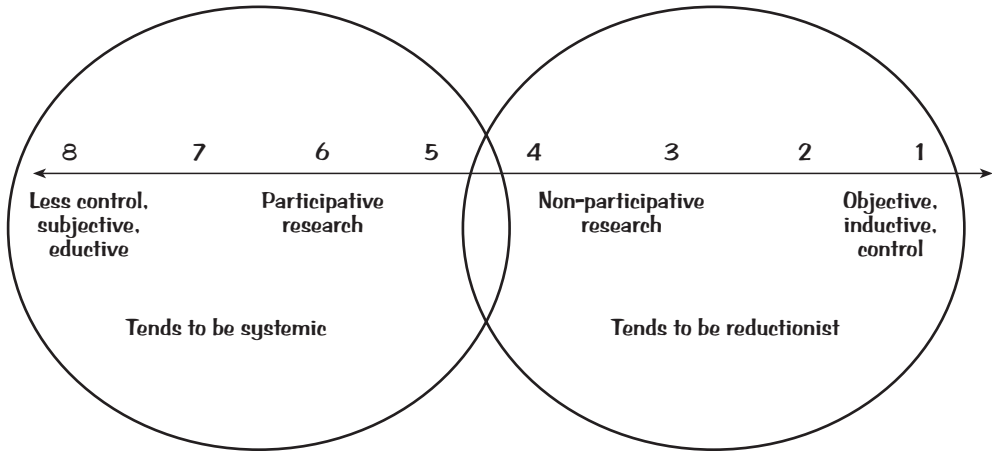 8 7 6 5 4 3 2 1
Less control,
subjective,
eductive
Participative
research
Non-participative
research
Objective,
inductive,
control
Tends to be systemic
Tends to be reductionist